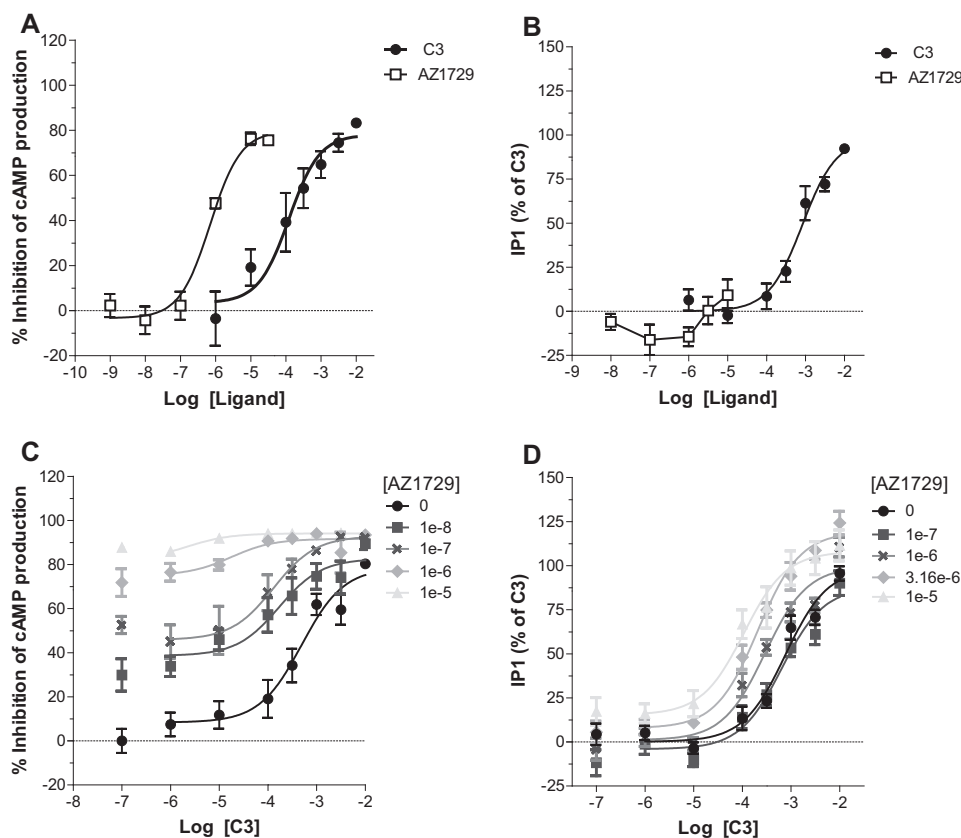 A
% Inhibition of cAMP production
120
100
80
60
40
20
0
-20
-10 -9 -8 -7 -6 -5 -4 -3 -2
Log [Ligand]
C3
AZ1729
B
IP1 (% of C3)
150
125
100
75
50
25
0
-25
-9 -8 -7 -6 -5 -4 -3 -2
Log [Ligand]
C3
AZ1729
C
% Inhibition of cAMP production
120
100
80
60
40
20
0
-20
-8 -7 -6 -5 -4 -3 -2
Log [C3]
[AZ1729]
0
1e-8
1e-7
1e-6
1e-5
D
IP1 (% of C3)
150
125
100
75
50
25
0
-25
-7 -6 -5 -4 -3 -2
Log [C3]
[AZ1729]
0
1e-7
1e-6
3.16e-6
1e-5